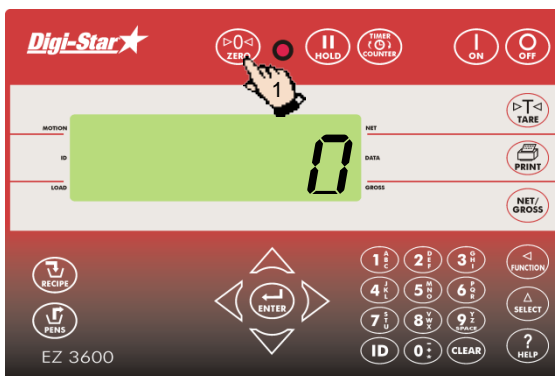 Digi-Star
▷0◁
ZERO
HOLD
TIMER
COUNTER
ON
OFF
1
▷T◁
TARE
MOTION
NET
ID
0
DATA
PRINT
LOAD
GROSS
NET/
GROSS
RECIPE
1 A B C
2 D E F
3 G H I
◁
FUNCTION
4 J K L
5 M N O
6 P Q R
ENTER
△
SELECT
PENS
7 S T U
8 V W X
9 Y Z
SPACE
?
HELP
EZ 3600
ID
CLEAR